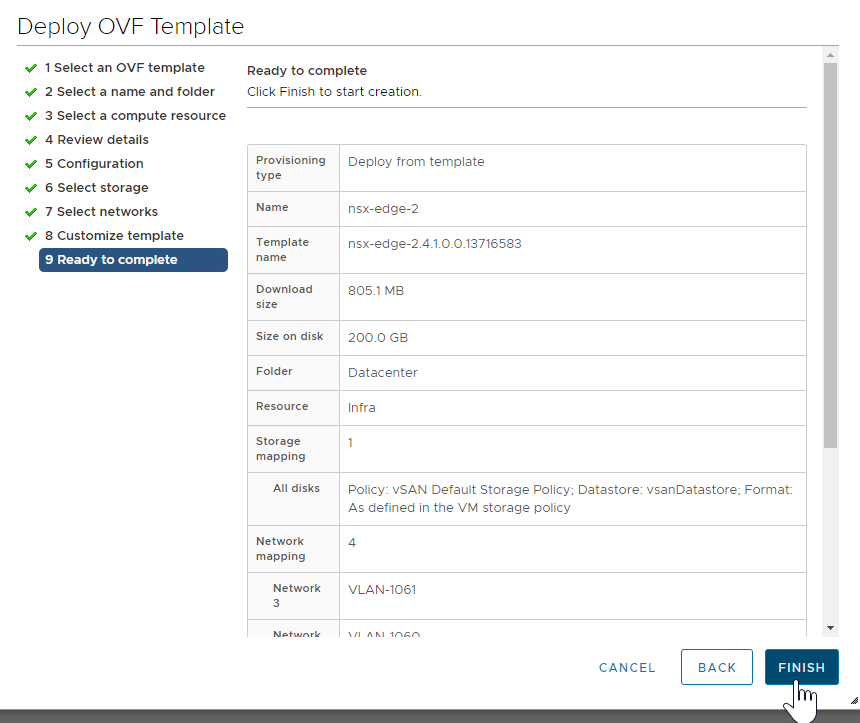 Deploy OVF Template
1 Select an OVF template
2 Select a name and folder
3 Select a compute resource
4 Review details
5 Configuration
6 Select storage
7 Select networks
8 Customize template
9 Ready to complete
Ready to complete
Click Finish to start creation.
Provisioning type
Deploy from template
Name
nsx-edge-2
Template name
nsx-edge-2.4.1.0.0.13716583
Download size
805.1 MB
Size on disk
200.0 GB
Folder
Datacenter
Resource
Infra
Storage mapping
1
All disks
Policy: vSAN Default Storage Policy; Datastore: vsanDatastore; Format:
As defined in the VM storage policy
Network mapping
4
Network 3
VLAN-1061
Network
VLAN-1060
CANCEL
BACK
FINISH